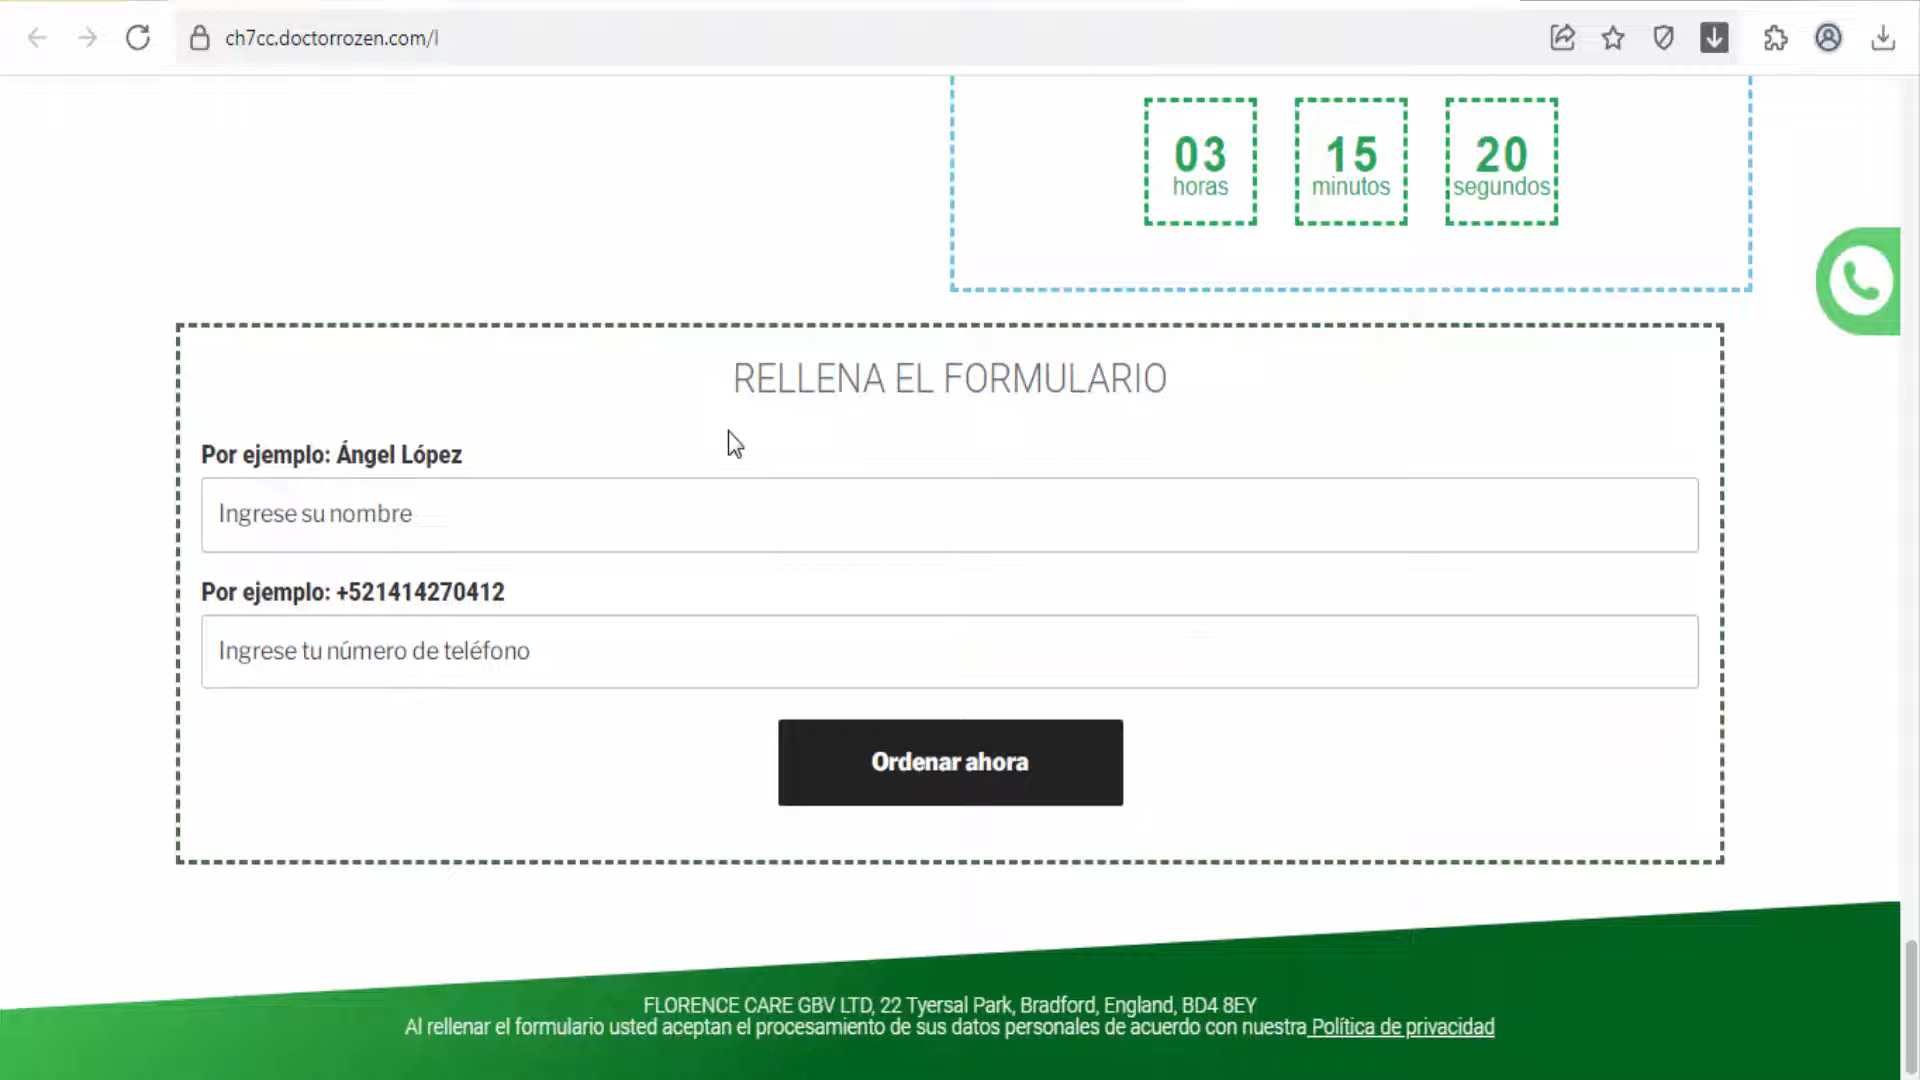 ch7cc.doctorrozen.com/l
03 15 20
horas minutos segundos
RELLENA EL FORMULARIO
Por ejemplo: Ángel López
Ingrese su nombre
Por ejemplo: +521414270412
Ingrese tu número de teléfono
Ordenar ahora
FLORENCE CARE GBV LTD, 22 Tyersal Park, Bradford, England, BD4 8EY
Al rellenar el formulario usted aceptan el procesamiento de sus datos personales de acuerdo con nuestra Política de privacidad